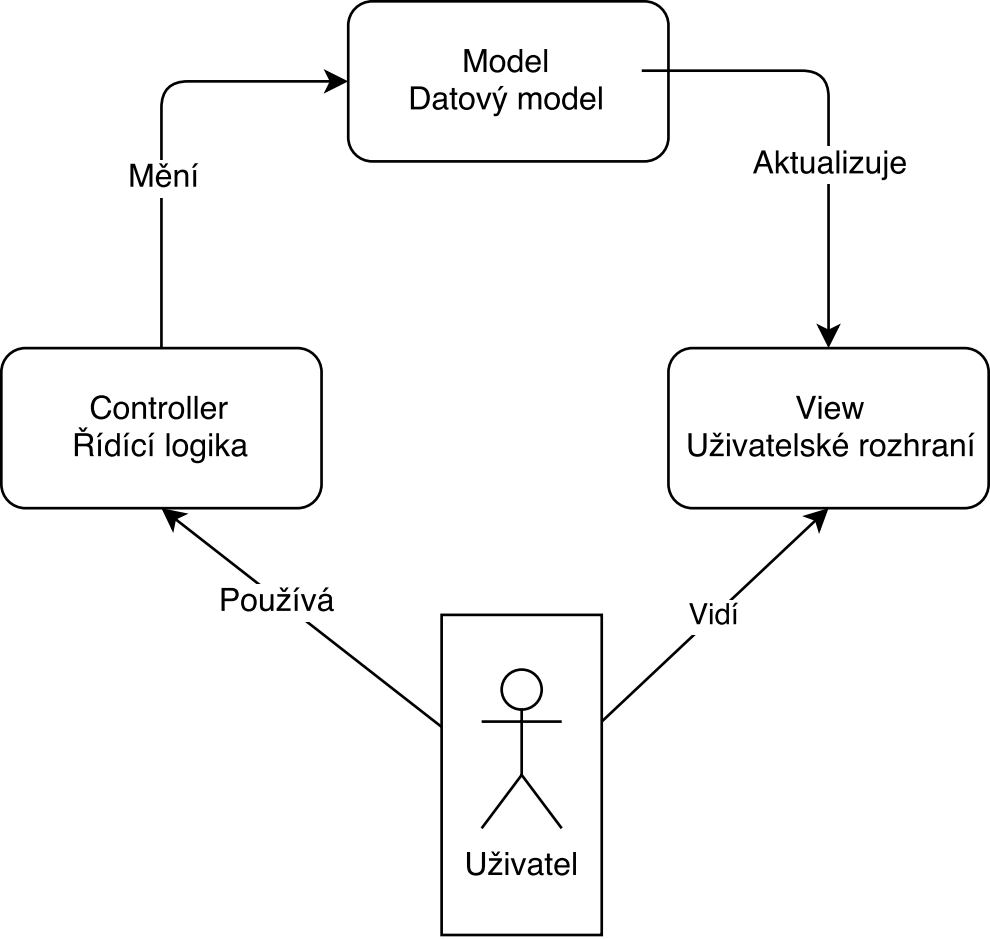 Model
Datový model
Mění
Aktualizuje
Controller
Řídící logika
View
Uživatelské rozhraní
Používá
Vidí
Uživatel